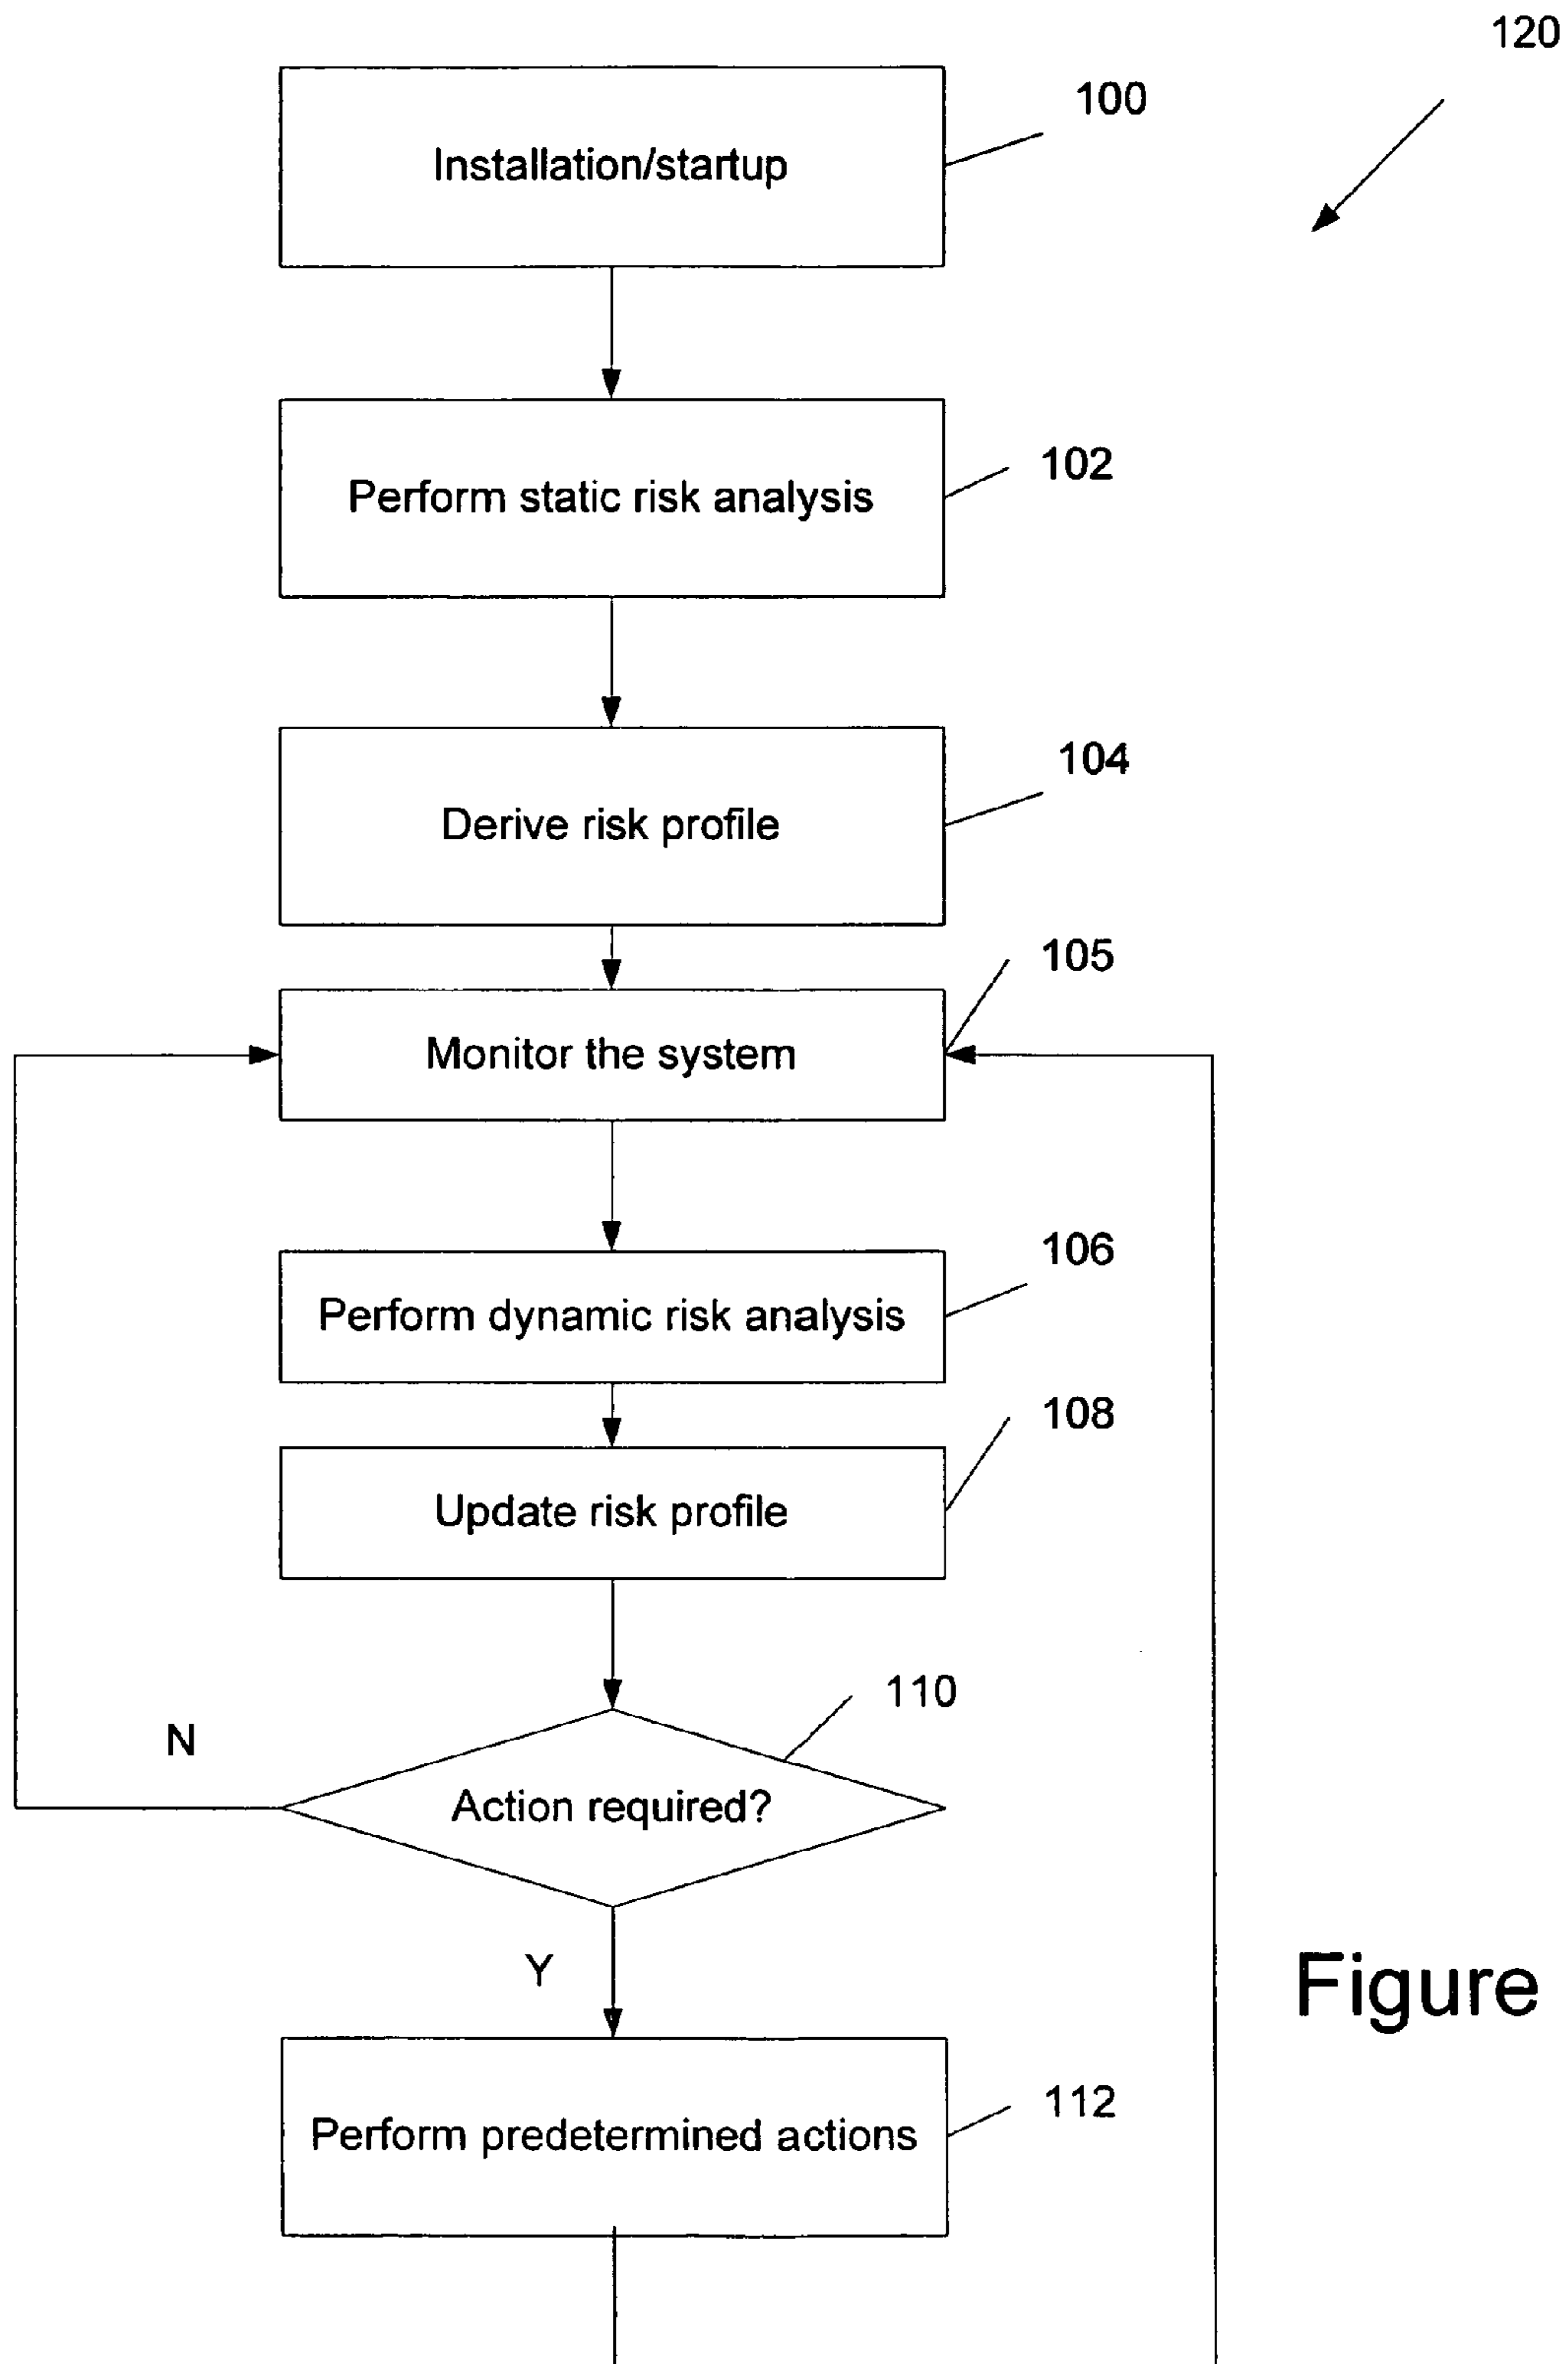 120
100
Installation/startup
102
Perform static risk analysis
104
Derive risk profile
105
Monitor the system
106
Perform dynamic risk analysis
108
Update risk profile
110
N
Action required?
Y
Figure
112
Perform predetermined actions